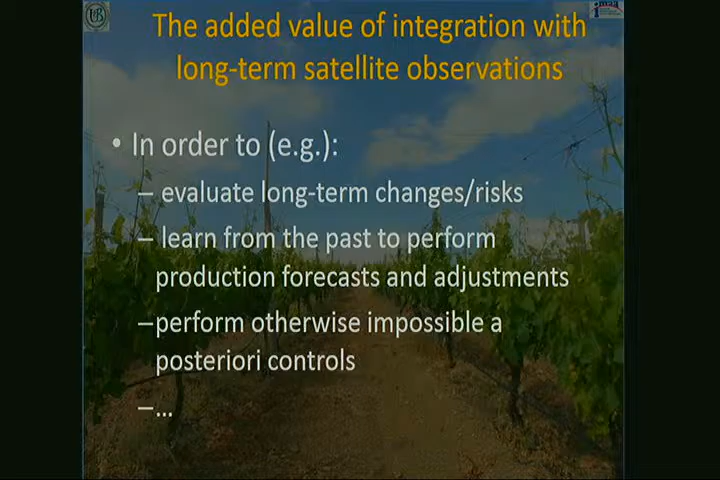 The added value of integration with
long-term satellite observations
• In order to (e.g.):
– evaluate long-term changes/risks
– learn from the past to perform
production forecasts and adjustments
–perform otherwise impossible a
posteriori controls
–...